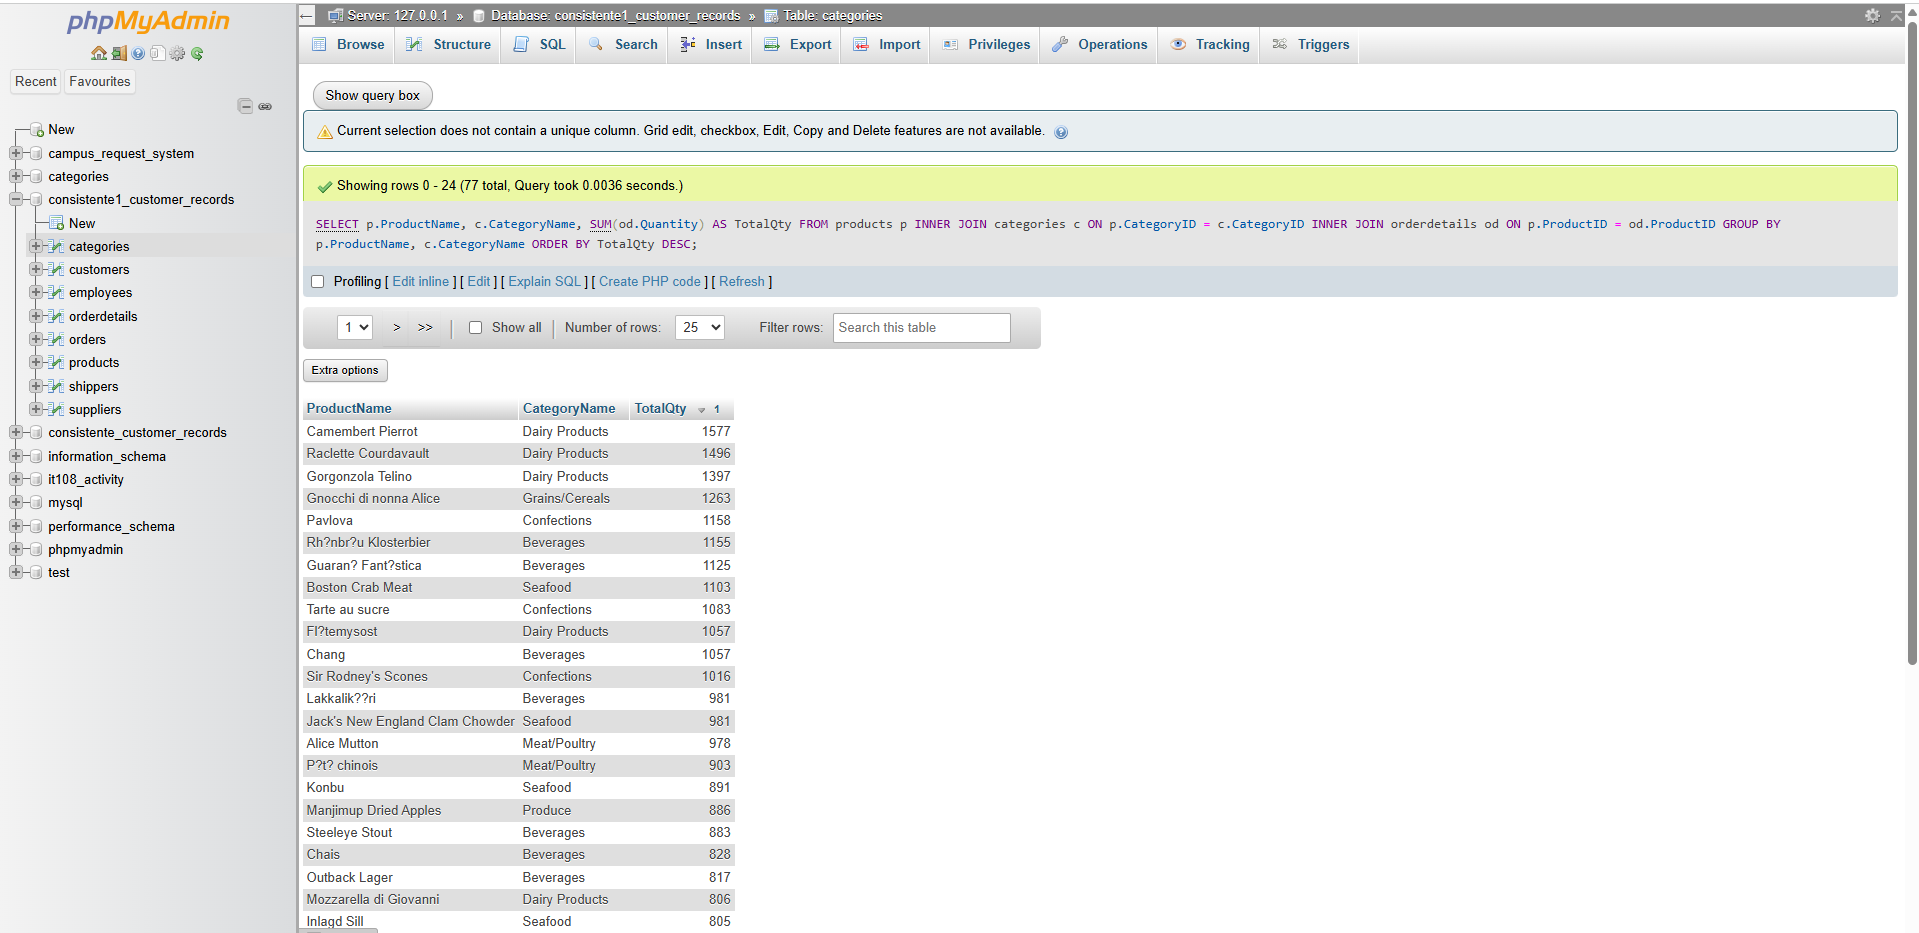 phpMyAdmin
Recent Favourites
New
campus_request_system
categories
consistente1_customer_records
New
categories
customers
employees
orderdetails
orders
products
shippers
suppliers
consistente_customer_records
information_schema
it108_activity
mysql
performance_schema
phpmyadmin
test
Server: 127.0.0.1 » Database: consistente1_customer_records » Table: categories
Browse Structure SQL Search Insert Export Import Privileges Operations Tracking Triggers
Show query box
Current selection does not contain a unique column. Grid edit, checkbox, Edit, Copy and Delete features are not available.
Showing rows 0 - 24 (77 total, Query took 0.0036 seconds.)
SELECT p.ProductName, c.CategoryName, SUM(od.Quantity) AS TotalQty FROM products p INNER JOIN categories c ON p.CategoryID = c.CategoryID INNER JOIN orderdetails od ON p.ProductID = od.ProductID GROUP BY
p.ProductName, c.CategoryName ORDER BY TotalQty DESC;
Profiling [ Edit inline ] [ Edit ] [ Explain SQL ] [ Create PHP code ] [ Refresh ]
1 > >> Show all Number of rows: 25 Filter rows: Search this table
Extra options
ProductName CategoryName TotalQty 1
Camembert Pierrot Dairy Products 1577
Raclette Courdavault Dairy Products 1496
Gorgonzola Telino Dairy Products 1397
Gnocchi di nonna Alice Grains/Cereals 1263
Pavlova Confections 1158
Rh?nbr?u Klosterbier Beverages 1155
Guaran? Fant?stica Beverages 1125
Boston Crab Meat Seafood 1103
Tarte au sucre Confections 1083
Fl?temysost Dairy Products 1057
Chang Beverages 1057
Sir Rodney's Scones Confections 1016
Lakkalik??ri Beverages 981
Jack's New England Clam Chowder Seafood 981
Alice Mutton Meat/Poultry 978
P?t? chinois Meat/Poultry 903
Konbu Seafood 891
Manjimup Dried Apples Produce 886
Steeleye Stout Beverages 883
Chais Beverages 828
Outback Lager Beverages 817
Mozzarella di Giovanni Dairy Products 806
Inlagd Sill Seafood 805